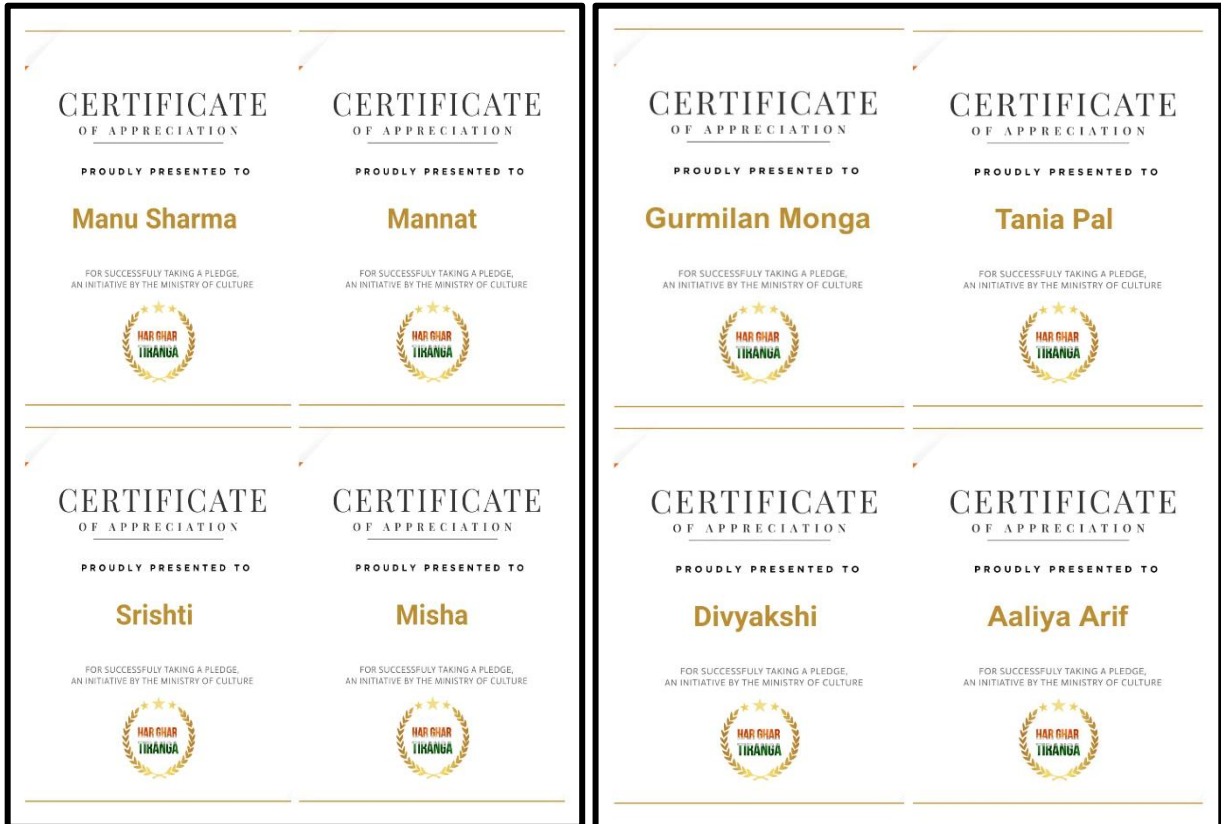 CERTIFICATE
OF APPRECIATION
PROUDLY PRESENTED TO
Manu Sharma
FOR SUCCESSFULY TAKING A PLEDGE,
AN INITIATIVE BY THE MINISTRY OF CULTURE
HAR GHAR
TIRANGA
CERTIFICATE
OF APPRECIATION
PROUDLY PRESENTED TO
Mannat
FOR SUCCESSFULY TAKING A PLEDGE,
AN INITIATIVE BY THE MINISTRY OF CULTURE
HAR GHAR
TIRANGA
CERTIFICATE
OF APPRECIATION
PROUDLY PRESENTED TO
Srishti
FOR SUCCESSFULY TAKING A PLEDGE,
AN INITIATIVE BY THE MINISTRY OF CULTURE
HAR GHAR
TIRANGA
CERTIFICATE
OF APPRECIATION
PROUDLY PRESENTED TO
Misha
FOR SUCCESSFULY TAKING A PLEDGE,
AN INITIATIVE BY THE MINISTRY OF CULTURE
HAR GHAR
TIRANGA
CERTIFICATE
OF APPRECIATION
PROUDLY PRESENTED TO
Gurmilan Monga
FOR SUCCESSFULY TAKING A PLEDGE,
AN INITIATIVE BY THE MINISTRY OF CULTURE
HAR GHAR
TIRANGA
CERTIFICATE
OF APPRECIATION
PROUDLY PRESENTED TO
Tania Pal
FOR SUCCESSFULY TAKING A PLEDGE,
AN INITIATIVE BY THE MINISTRY OF CULTURE
HAR GHAR
TIRANGA
CERTIFICATE
OF APPRECIATION
PROUDLY PRESENTED TO
Divyakshi
FOR SUCCESSFULY TAKING A PLEDGE,
AN INITIATIVE BY THE MINISTRY OF CULTURE
HAR GHAR
TIRANGA
CERTIFICATE
OF APPRECIATION
PROUDLY PRESENTED TO
Aaliya Arif
FOR SUCCESSFULY TAKING A PLEDGE,
AN INITIATIVE BY THE MINISTRY OF CULTURE
HAR GHAR
TIRANGA